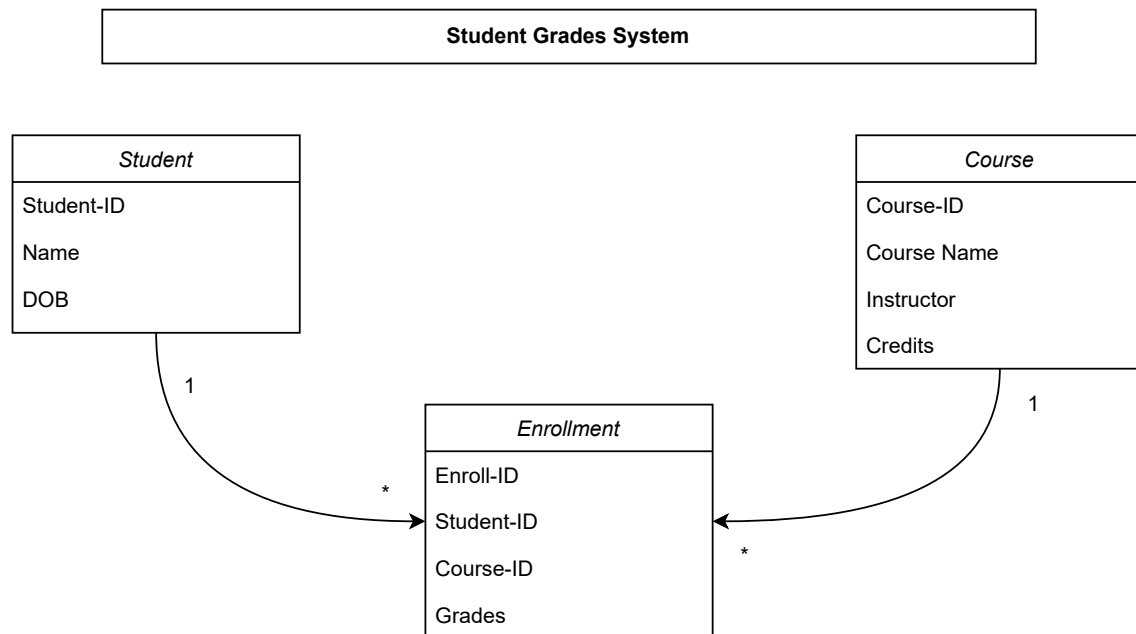 Student Grades System
Student
Student-ID
Name
DOB
Course
Course-ID
Course Name
Instructor
Credits
1
1
*
*
Enrollment
Enroll-ID
Student-ID
Course-ID
Grades